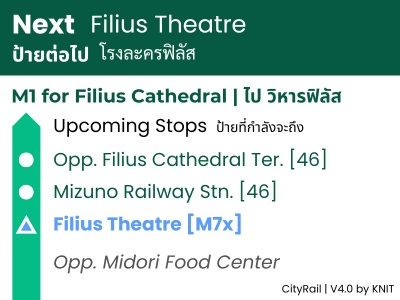 Next Filius Theatre
ป้ายต่อไป โรงละครฟิลัส
M1 for Filius Cathedral | ไป วิหารฟิลัส
Upcoming Stops ป้ายที่กำลังจะถึง
Opp. Filius Cathedral Ter. [46]
Mizuno Railway Stn. [46]
Filius Theatre [M7x]
Opp. Midori Food Center
CityRail | V4.0 by KNIT